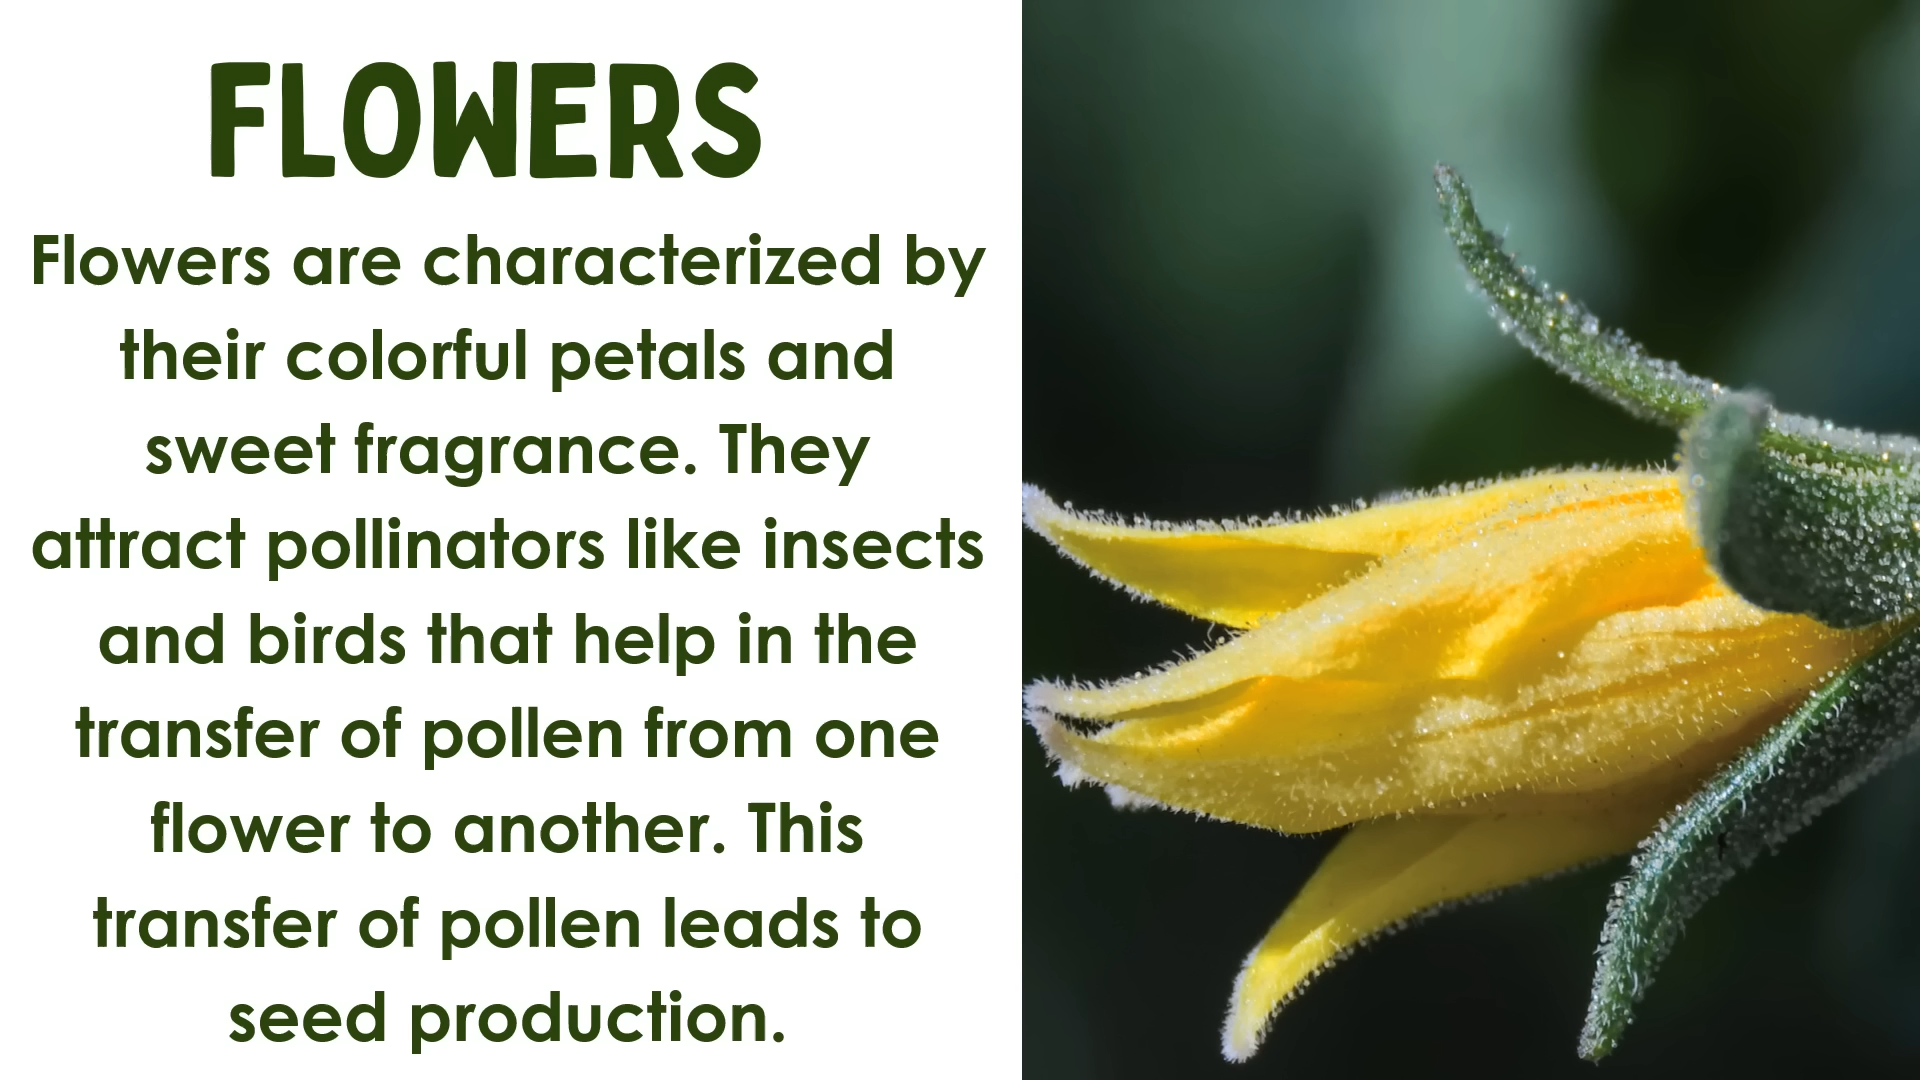 FLOWERS
Flowers are characterized by
their colorful petals and
sweet fragrance. They
attract pollinators like insects
and birds that help in the
transfer of pollen from one
flower to another. This
transfer of pollen leads to
seed production.